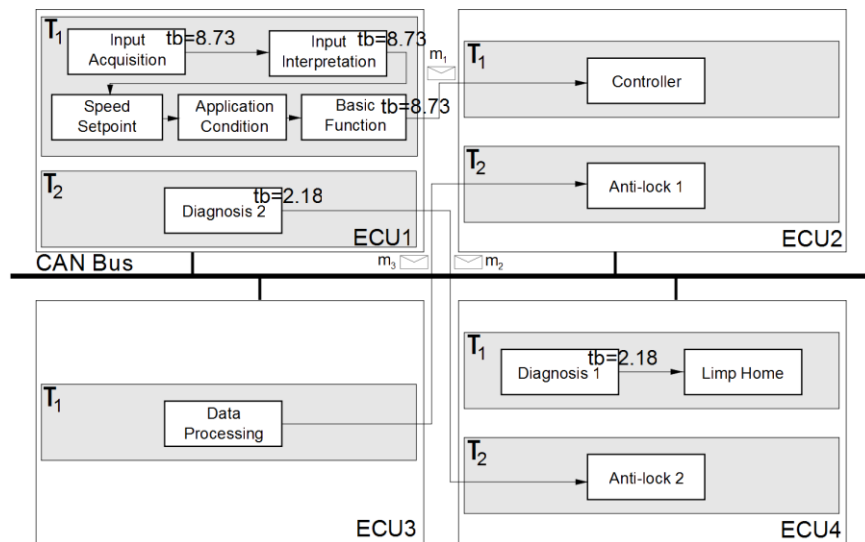 T1
Input
Acquisition
tb=8.73
Input
Interpretation
tb=8.73
Speed
Setpoint
Application
Condition
Basic
Function
tb=8.73
T2
Diagnosis 2
tb=2.18
ECU1
m1
T1
Controller
T2
Anti-lock 1
ECU2
CAN Bus
m3
m2
T1
Data
Processing
ECU3
T1
Diagnosis 1
tb=2.18
Limp Home
T2
Anti-lock 2
ECU4